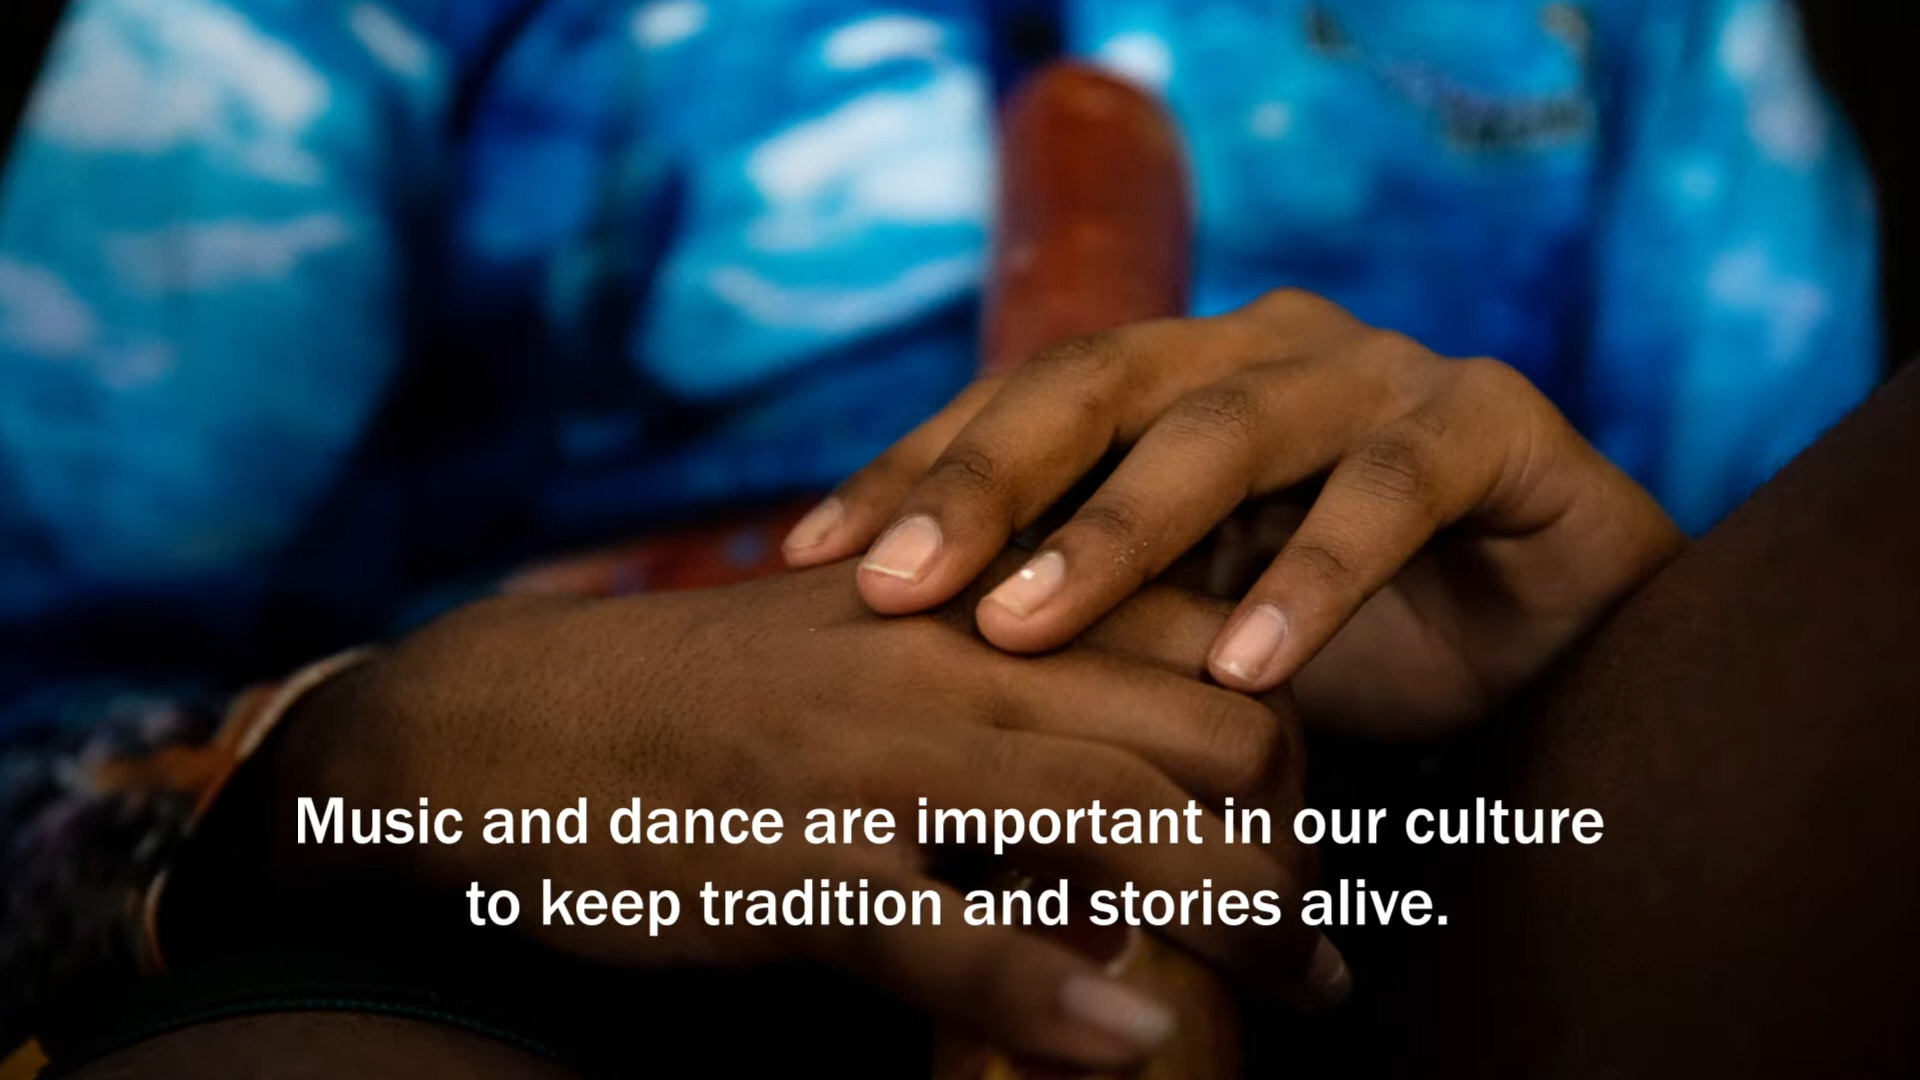 Music and dance are important in our culture
to keep tradition and stories alive.